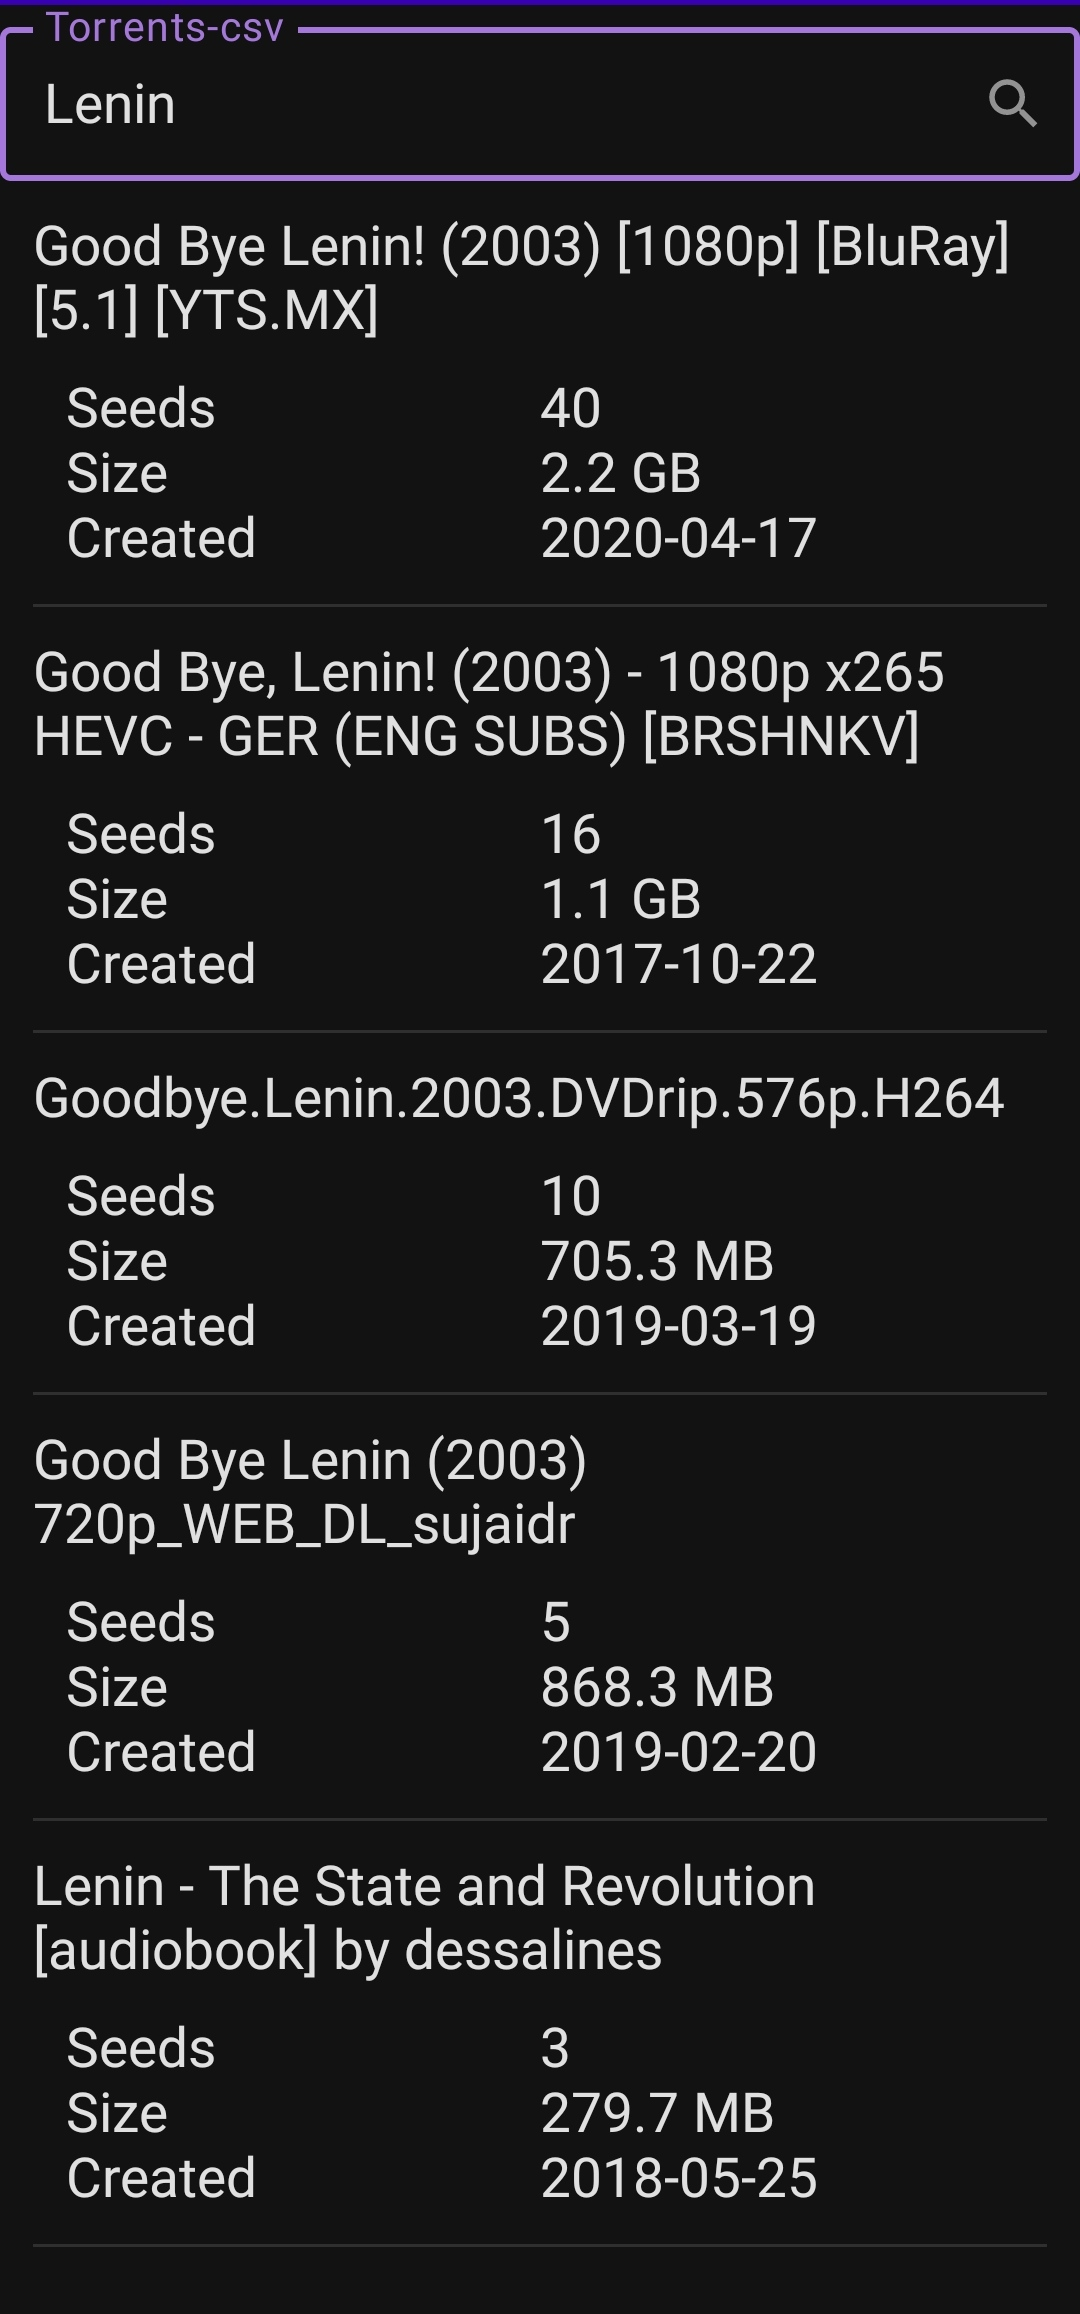 Torrents-csv
Lenin
Good Bye Lenin! (2003) [1080p] [BluRay]
[5.1] [YTS.MX]
Seeds 40
Size 2.2 GB
Created 2020-04-17
Good Bye, Lenin! (2003) - 1080p x265
HEVC - GER (ENG SUBS) [BRSHNKV]
Seeds 16
Size 1.1 GB
Created 2017-10-22
Goodbye.Lenin.2003.DVDrip.576p.H264
Seeds 10
Size 705.3 MB
Created 2019-03-19
Good Bye Lenin (2003)
720p_WEB_DL_sujaidr
Seeds 5
Size 868.3 MB
Created 2019-02-20
Lenin - The State and Revolution
[audiobook] by dessalines
Seeds 3
Size 279.7 MB
Created 2018-05-25